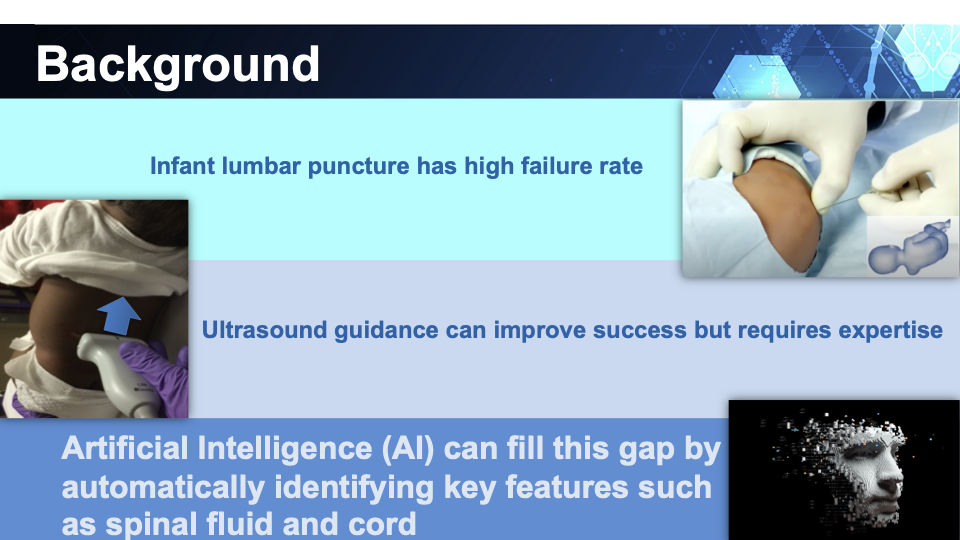 Background
Infant lumbar puncture has high failure rate
Ultrasound guidance can improve success but requires expertise
Artificial Intelligence (AI) can fill this gap by
automatically identifying key features such
as spinal fluid and cord